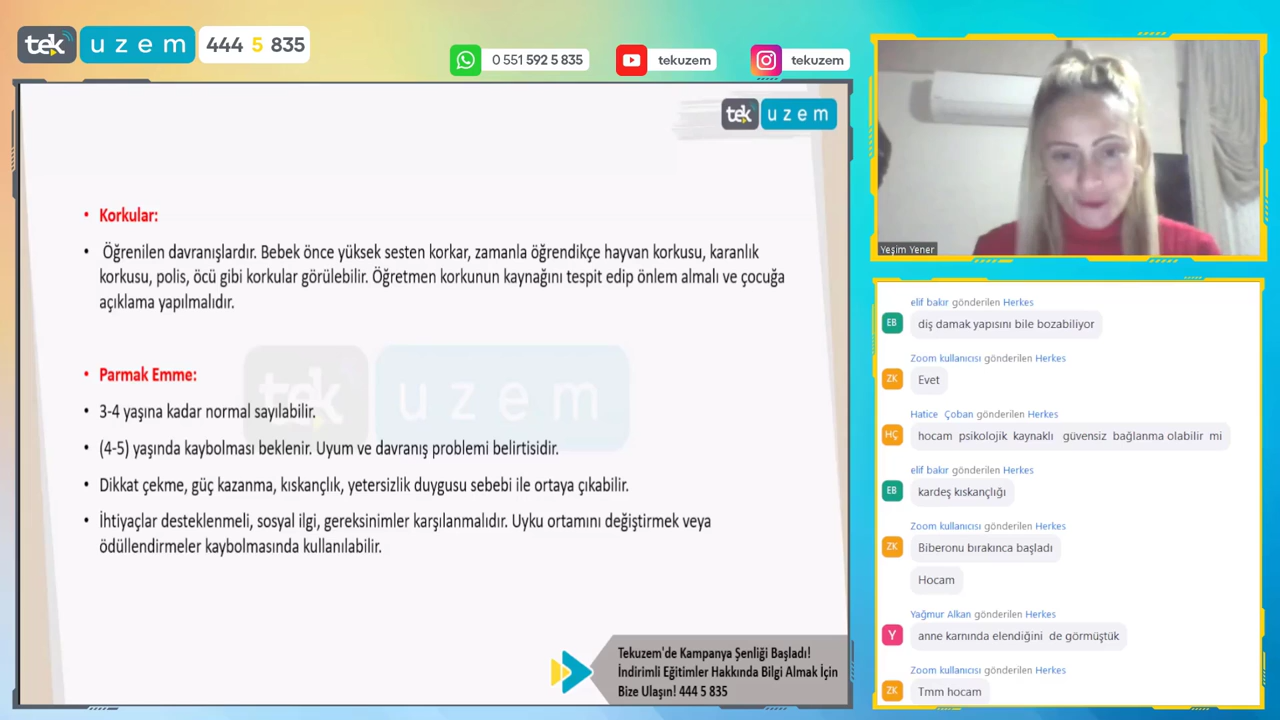 tek uzem 444 5 835
0 551 592 5 835
tekuzem
tekuzem
tek uzem
• Korkular:
• Öğrenilen davranışlardır. Bebek önce yüksek sesten korkar, zamanla öğrendikçe hayvan korkusu, karanlık
korkusu, polis, öcü gibi korkular görülebilir. Öğretmen korkunun kaynağını tespit edip önlem almalı ve çocuğa
açıklama yapılmalıdır.
• Parmak Emme:
tek uzem
• 3-4 yaşına kadar normal sayılabilir.
• (4-5) yaşında kaybolması beklenir. Uyum ve davranış problemi belirtisidir.
• Dikkat çekme, güç kazanma, kıskançlık, yetersizlik duygusu sebebi ile ortaya çıkabilir.
• İhtiyaçlar desteklenmeli, sosyal ilgi, gereksinimler karşılanmalıdır. Uyku ortamını değiştirmek veya
ödüllendirmeler kaybolmasında kullanılabilir.
Tekuzem'de Kampanya Şenliği Başladı!
İndirimli Eğitimler Hakkında Bilgi Almak İçin
Bize Ulaşın! 444 5 835
Yeşim Yener
elif bakır gönderilen Herkes
EB diş damak yapısını bile bozabiliyor
Zoom kullanıcısı gönderilen Herkes
ZK Evet
Hatice Çoban gönderilen Herkes
HÇ hocam psikolojik kaynaklı güvensiz bağlanma olabilir mi
elif bakır gönderilen Herkes
EB kardeş kıskançlığı
Zoom kullanıcısı gönderilen Herkes
ZK Biberonu bırakınca başladı
Hocam
Yağmur Alkan gönderilen Herkes
Y anne karnında elendiğini de görmüştük
Zoom kullanıcısı gönderilen Herkes
ZK Tmm hocam